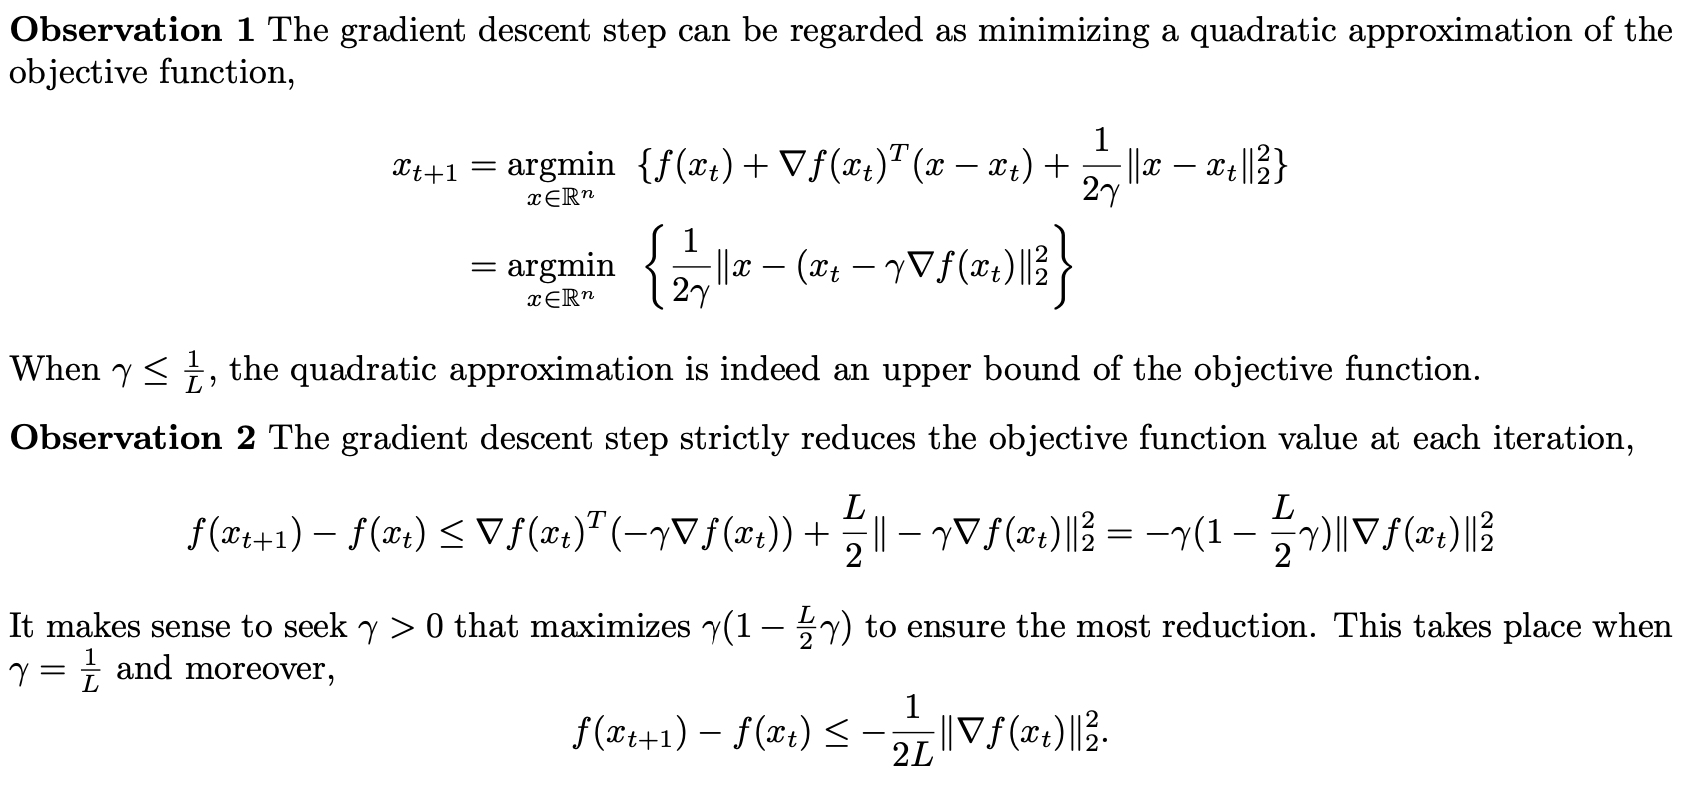 Observation 1 The gradient descent step can be regarded as minimizing a quadratic approximation of the
objective function,
$x_{t+1} = \underset{x \in \mathbb{R}^n}{\operatorname{argmin}} \ \{f(x_t) + \nabla f(x_t)^T (x - x_t) + \frac{1}{2\gamma} \|x - x_t\|_2^2\}$
$= \underset{x \in \mathbb{R}^n}{\operatorname{argmin}} \ \left\{ \frac{1}{2\gamma} \|x - (x_t - \gamma \nabla f(x_t)\|_2^2 \right\}$
When $\gamma \leq \frac{1}{L}$, the quadratic approximation is indeed an upper bound of the objective function.
Observation 2 The gradient descent step strictly reduces the objective function value at each iteration,
$f(x_{t+1}) - f(x_t) \leq \nabla f(x_t)^T (-\gamma \nabla f(x_t)) + \frac{L}{2} \| - \gamma \nabla f(x_t)\|_2^2 = -\gamma (1 - \frac{L}{2} \gamma) \|\nabla f(x_t)\|_2^2$
It makes sense to seek $\gamma > 0$ that maximizes $\gamma (1 - \frac{L}{2} \gamma)$ to ensure the most reduction. This takes place when
$\gamma = \frac{1}{L}$ and moreover,
$f(x_{t+1}) - f(x_t) \leq -\frac{1}{2L} \|\nabla f(x_t)\|_2^2.$